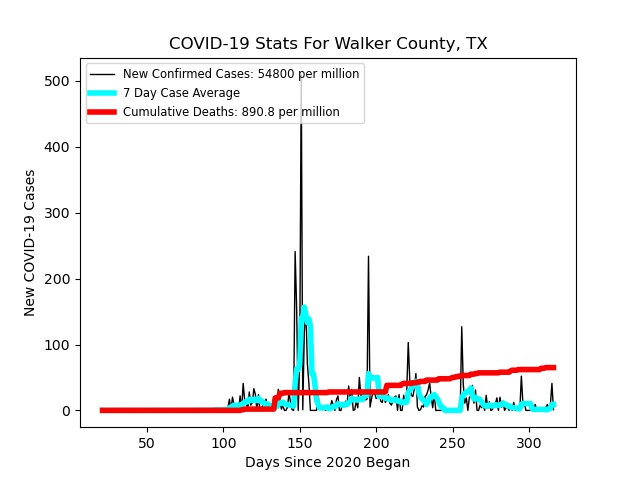 COVID-19 Stats For Walker County, TX
New Confirmed Cases: 54800 per million
7 Day Case Average
Cumulative Deaths: 890.8 per million
New COVID-19 Cases
500
400
300
200
100
0
50 100 150 200 250 300
Days Since 2020 Began